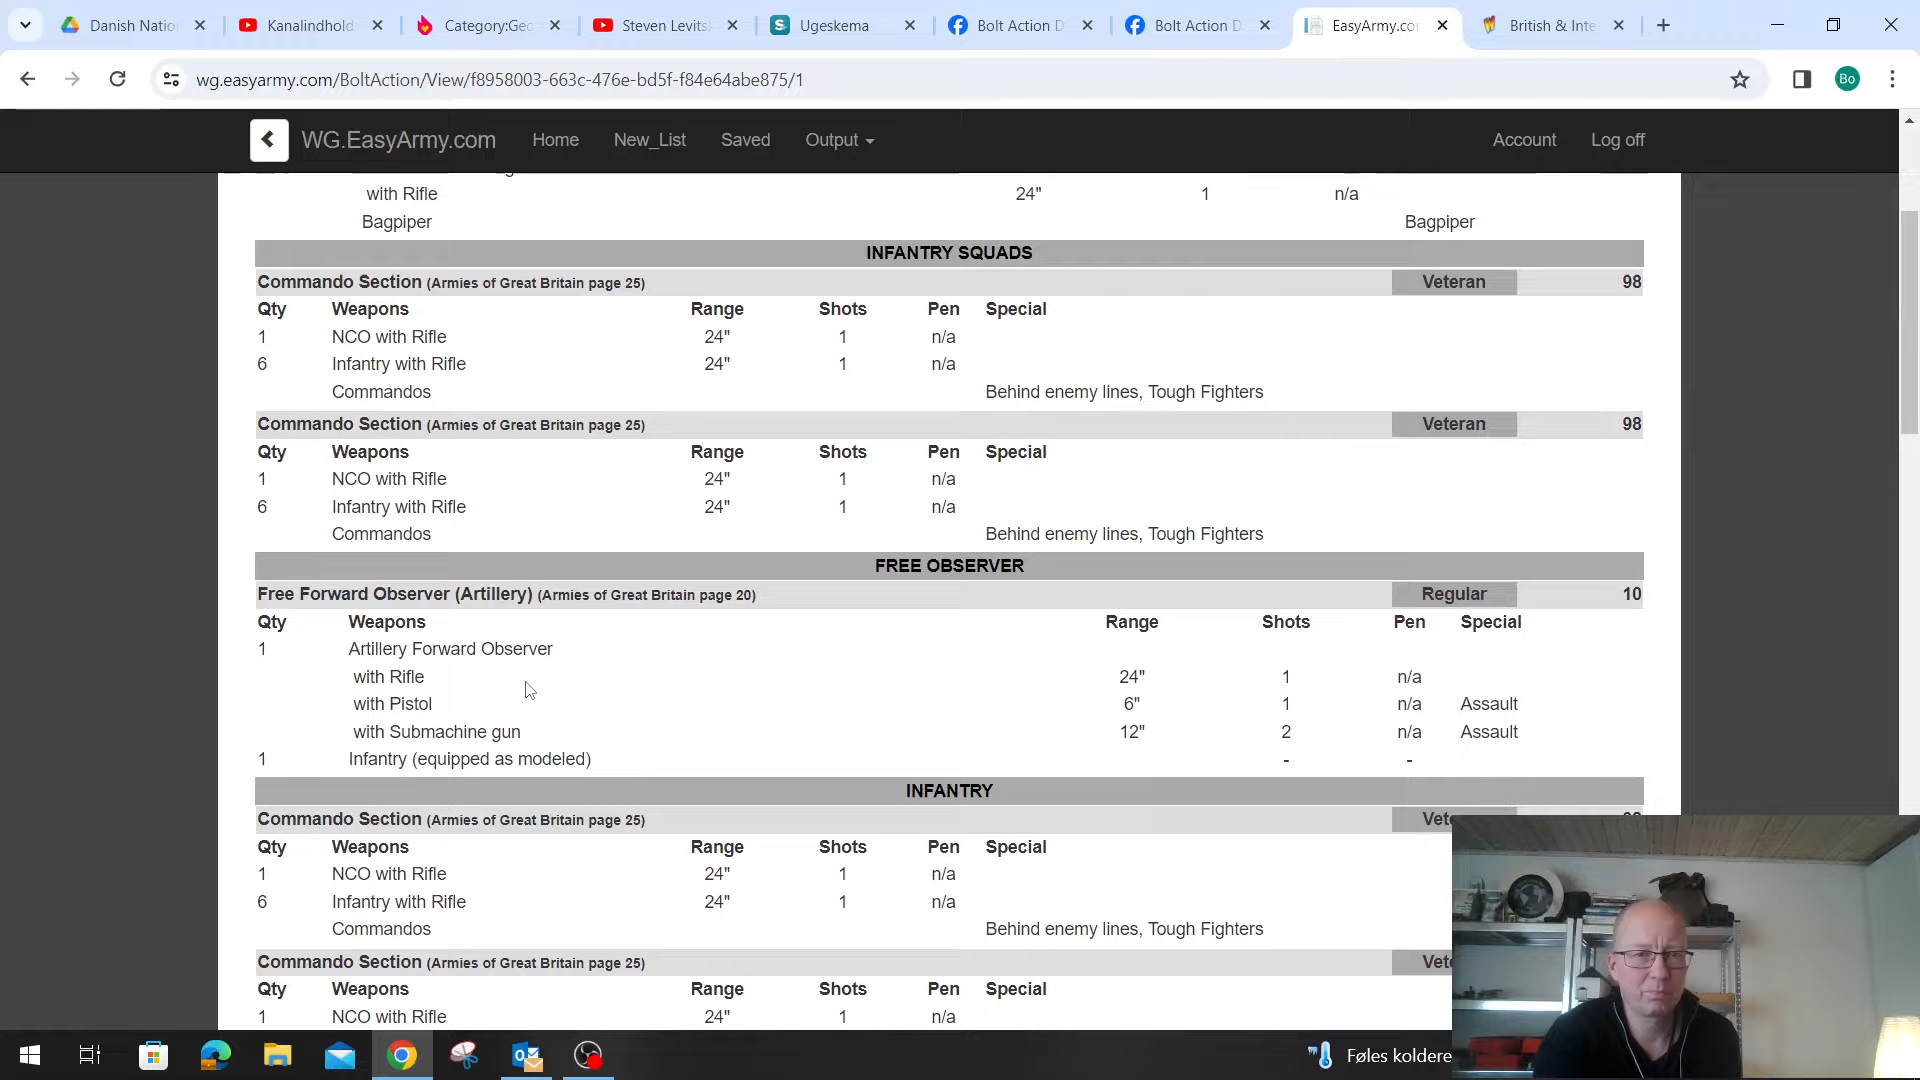 Danish Natio
Kanalindhold
Category:Geo
Steven Levits
Ugeskema
Bolt Action D
Bolt Action D
EasyArmy.co
British & Inte
wg.easyarmy.com/BoltAction/View/f8958003-663c-476e-bd5f-f84e64abe875/1
Bo
WG.EasyArmy.com Home New_List Saved Output Account Log off
with Rifle 24" 1 n/a
Bagpiper Bagpiper
INFANTRY SQUADS
Commando Section (Armies of Great Britain page 25) Veteran 98
Qty Weapons Range Shots Pen Special
1 NCO with Rifle 24" 1 n/a
6 Infantry with Rifle 24" 1 n/a
Commandos Behind enemy lines, Tough Fighters
Commando Section (Armies of Great Britain page 25) Veteran 98
Qty Weapons Range Shots Pen Special
1 NCO with Rifle 24" 1 n/a
6 Infantry with Rifle 24" 1 n/a
Commandos Behind enemy lines, Tough Fighters
FREE OBSERVER
Free Forward Observer (Artillery) (Armies of Great Britain page 20) Regular 10
Qty Weapons Range Shots Pen Special
1 Artillery Forward Observer
with Rifle 24" 1 n/a
with Pistol 6" 1 n/a Assault
with Submachine gun 12" 2 n/a Assault
1 Infantry (equipped as modeled) - -
INFANTRY
Commando Section (Armies of Great Britain page 25) Vete
Qty Weapons Range Shots Pen Special
1 NCO with Rifle 24" 1 n/a
6 Infantry with Rifle 24" 1 n/a
Commandos Behind enemy lines, Tough Fighters
Commando Section (Armies of Great Britain page 25) Vete
Qty Weapons Range Shots Pen Special
1 NCO with Rifle 24" 1 n/a
Føles koldere